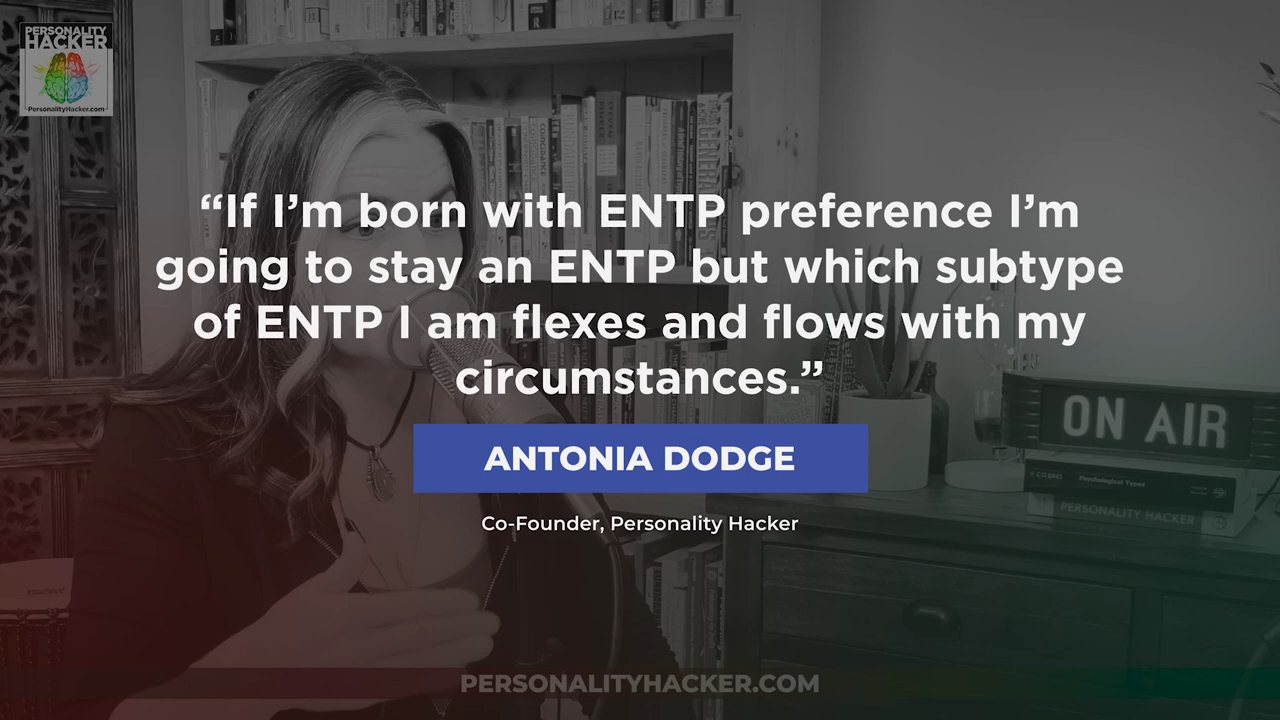 PERSONALITY
HACKER
PersonalityHacker.com
“If I’m born with ENTP preference I’m
going to stay an ENTP but which subtype
of ENTP I am flexes and flows with my
circumstances.”
ANTONIA DODGE
Co-Founder, Personality Hacker
ON AIR
Psychological Types
PERSONALITY HACKER
PERSONALITYHACKER.COM